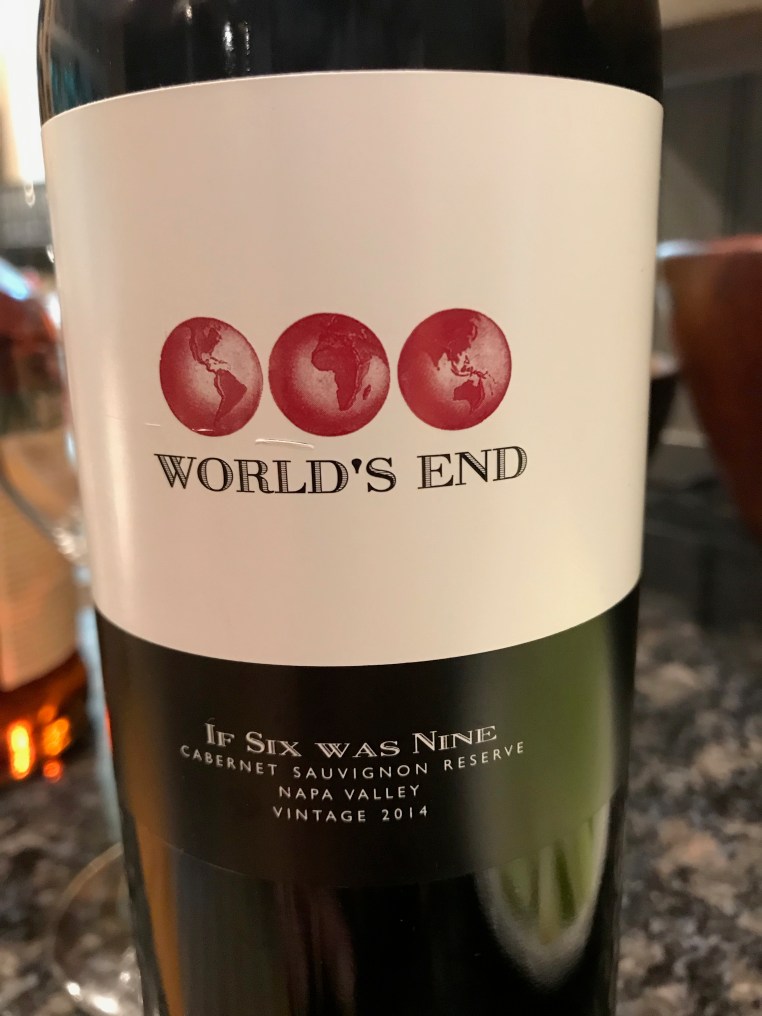 WORLD'S END
IF SIX WAS NINE
CABERNET SAUVIGNON RESERVE
NAPA VALLEY
VINTAGE 2014